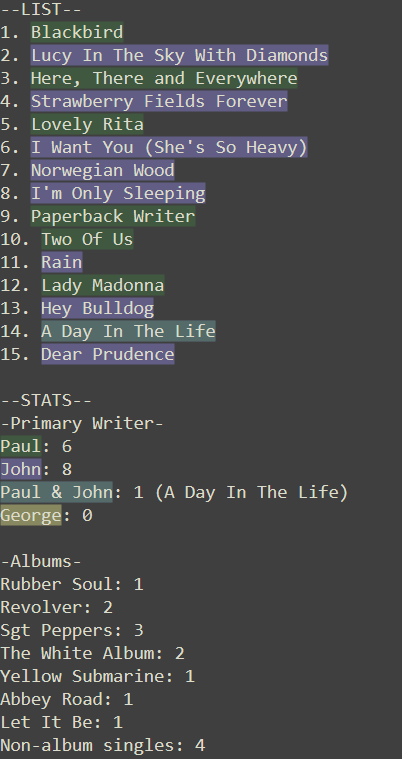 --LIST--
1. Blackbird
2. Lucy In The Sky With Diamonds
3. Here, There and Everywhere
4. Strawberry Fields Forever
5. Lovely Rita
6. I Want You (She's So Heavy)
7. Norwegian Wood
8. I'm Only Sleeping
9. Paperback Writer
10. Two Of Us
11. Rain
12. Lady Madonna
13. Hey Bulldog
14. A Day In The Life
15. Dear Prudence
--STATS--
-Primary Writer-
Paul: 6
John: 8
Paul & John: 1 (A Day In The Life)
George: 0
-Albums-
Rubber Soul: 1
Revolver: 2
Sgt Peppers: 3
The White Album: 2
Yellow Submarine: 1
Abbey Road: 1
Let It Be: 1
Non-album singles: 4